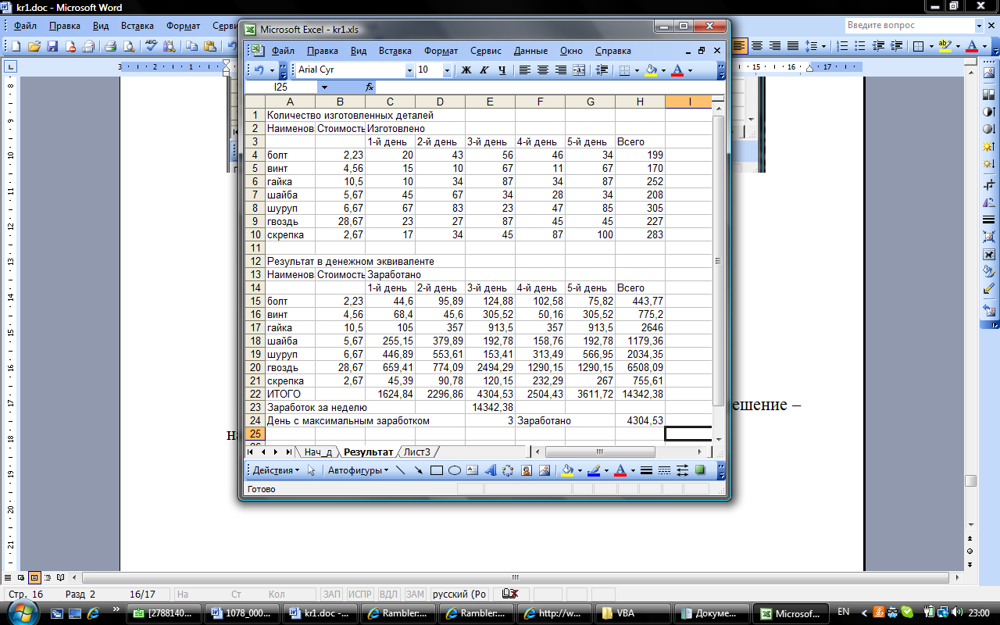 kr1.doc - Microsoft Word
Файл Правка Вид Вставка Формат Введите вопрос
Microsoft Excel - kr1.xls
Файл Правка Вид Вставка Формат Сервис Данные Окно Справка
Arial Cyr 10 Ж К Ч
I25 fx
A B C D E F G H I
1 Количество изготовленных деталей
2 Наименов Стоимость Изготовлено
3 1-й день 2-й день 3-й день 4-й день 5-й день Всего
4 болт 2,23 20 43 56 46 34 199
5 винт 4,56 15 10 67 11 67 170
6 гайка 10,5 10 34 87 34 87 252
7 шайба 5,67 45 67 34 28 34 208
8 шуруп 6,67 67 83 23 47 85 305
9 гвоздь 28,67 23 27 87 45 45 227
10 скрепка 2,67 17 34 45 87 100 283
11
12 Результат в денежном эквиваленте
13 Наименов Стоимость Заработано
14 1-й день 2-й день 3-й день 4-й день 5-й день Всего
15 болт 2,23 44,6 95,89 124,88 102,58 75,82 443,77
16 винт 4,56 68,4 45,6 305,52 50,16 305,52 775,2
17 гайка 10,5 105 357 913,5 357 913,5 2646
18 шайба 5,67 255,15 379,89 192,78 158,76 192,78 1179,36
19 шуруп 6,67 446,89 553,61 153,41 313,49 566,95 2034,35
20 гвоздь 28,67 659,41 774,09 2494,29 1290,15 1290,15 6508,09
21 скрепка 2,67 45,39 90,78 120,15 232,29 267 755,61
22 ИТОГО 1624,84 2296,86 4304,53 2504,43 3611,72 14342,38
23 Заработок за неделю 14342,38
24 День с максимальным заработком 3 Заработано 4304,53
25
ешение –
на
Нач_д Результат Лист3
Действия Автофигуры
Готово
Стр. 16 Разд 2 16/17 На Ст Кол ЗАП ИСПР ВДЛ ЗАМ русский (Ро
[2788140... 1078_000... kr1.doc -... Rambler:... Rambler:... http://w... VBA Докуме... Microsof... EN 23:00